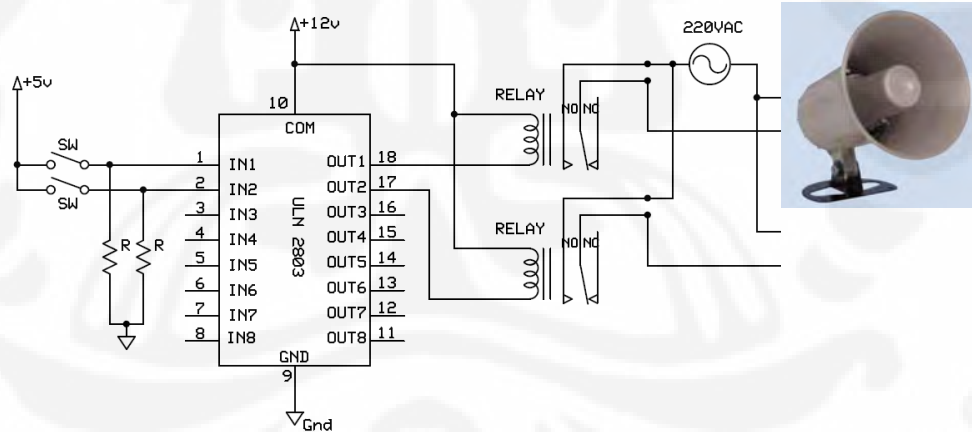 +12v
220VAC
+5v
10
RELAY
NO NC
COM
SW
1 IN1 OUT1 18
2 IN2 OUT2 17
SW
3 IN3 OUT3 16
4 IN4 OUT4 15
5 IN5 OUT5 14
6 IN6 OUT6 13
7 IN7 OUT7 12
8 IN8 OUT8 11
ULN 2803
R R
RELAY
NO NC
GND
9
Gnd